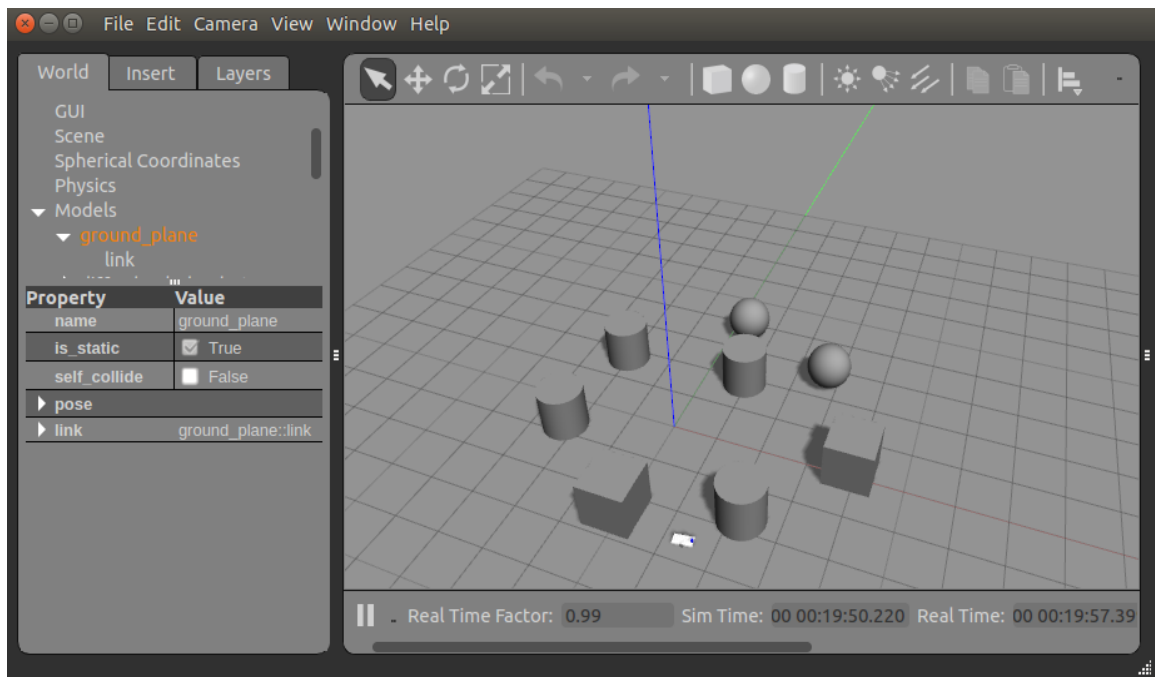 File Edit Camera View Window Help
World Insert Layers
GUI
Scene
Spherical Coordinates
Physics
Models
ground_plane
link
Property Value
name ground_plane
is_static True
self_collide False
pose
link ground_plane::link
Real Time Factor: 0.99 Sim Time: 00 00:19:50.220 Real Time: 00 00:19:57.39